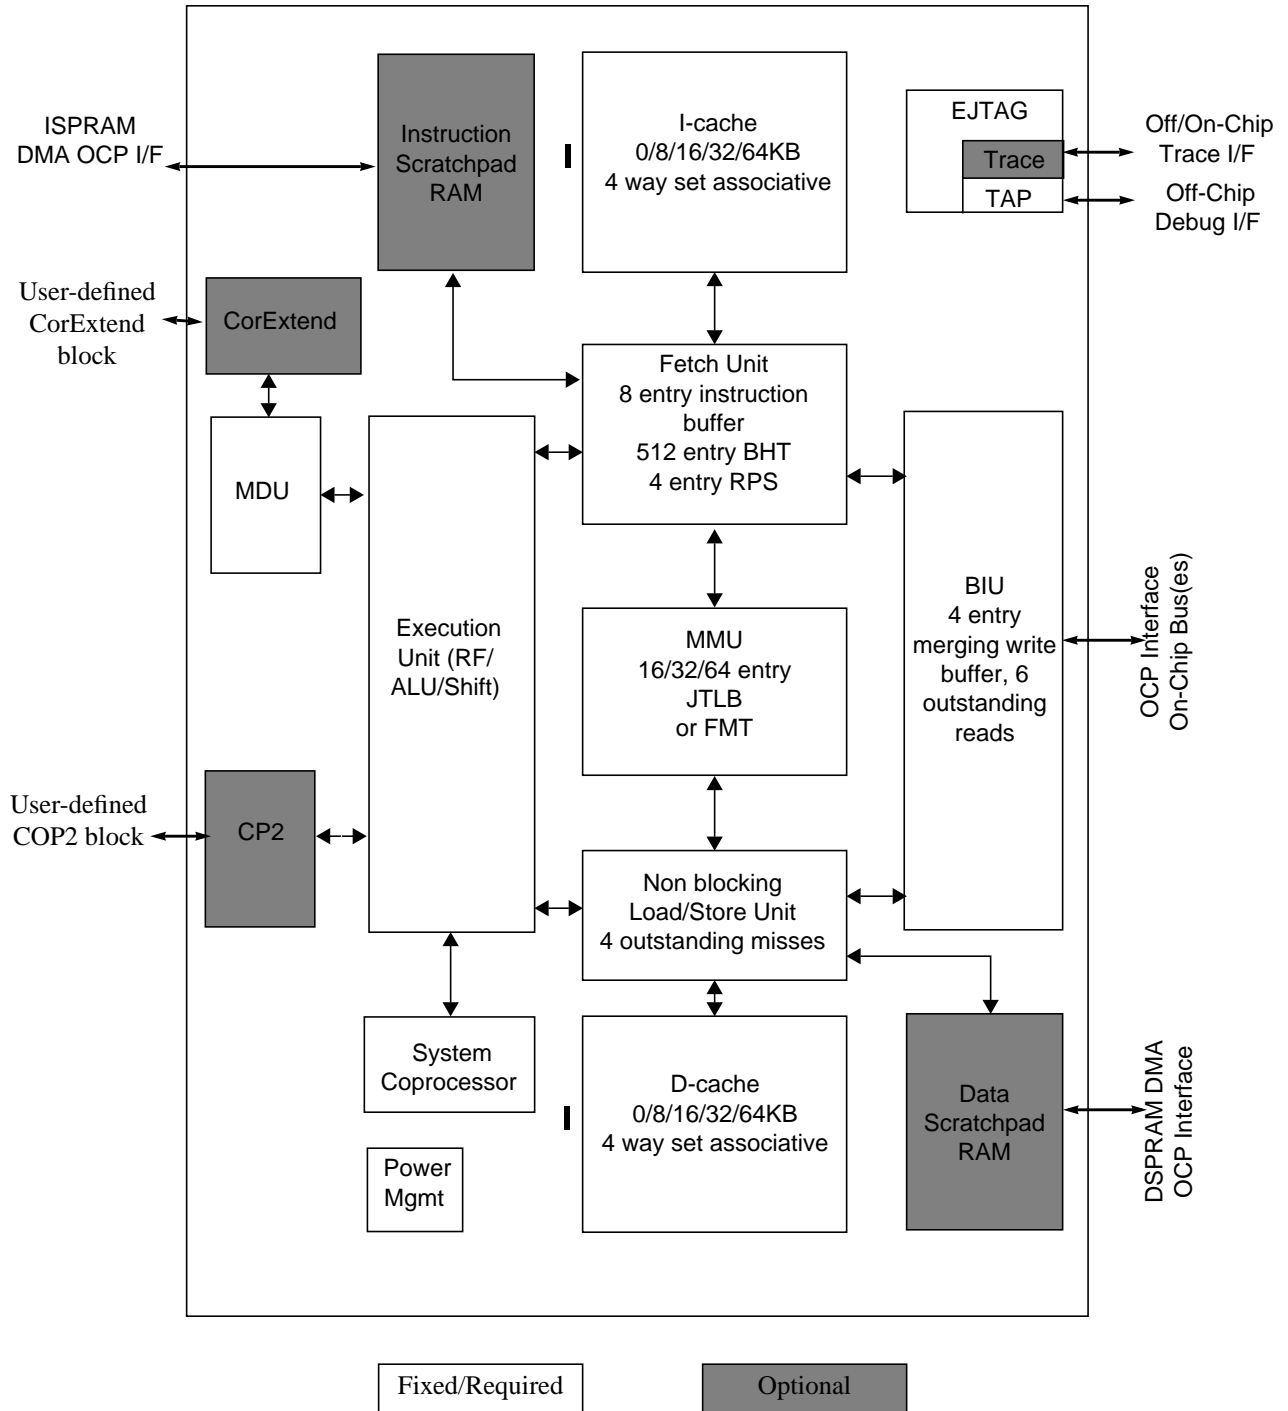 ISPRAM
DMA OCP I/F
Instruction
Scratchpad
RAM
I-cache
0/8/16/32/64KB
4 way set associative
EJTAG
Trace
TAP
Off/On-Chip
Trace I/F
Off-Chip
Debug I/F
User-defined
CorExtend
block
CorExtend
Fetch Unit
8 entry instruction
buffer
512 entry BHT
4 entry RPS
MDU
Execution
Unit (RF/
ALU/Shift)
MMU
16/32/64 entry
JTLB
or FMT
BIU
4 entry
merging write
buffer, 6
outstanding
reads
OCP Interface
On-Chip Bus(es)
User-defined
COP2 block
CP2
Non blocking
Load/Store Unit
4 outstanding misses
System
Coprocessor
D-cache
0/8/16/32/64KB
4 way set associative
Data
Scratchpad
RAM
DSPRAM DMA
OCP Interface
Power
Mgmt
Fixed/Required
Optional